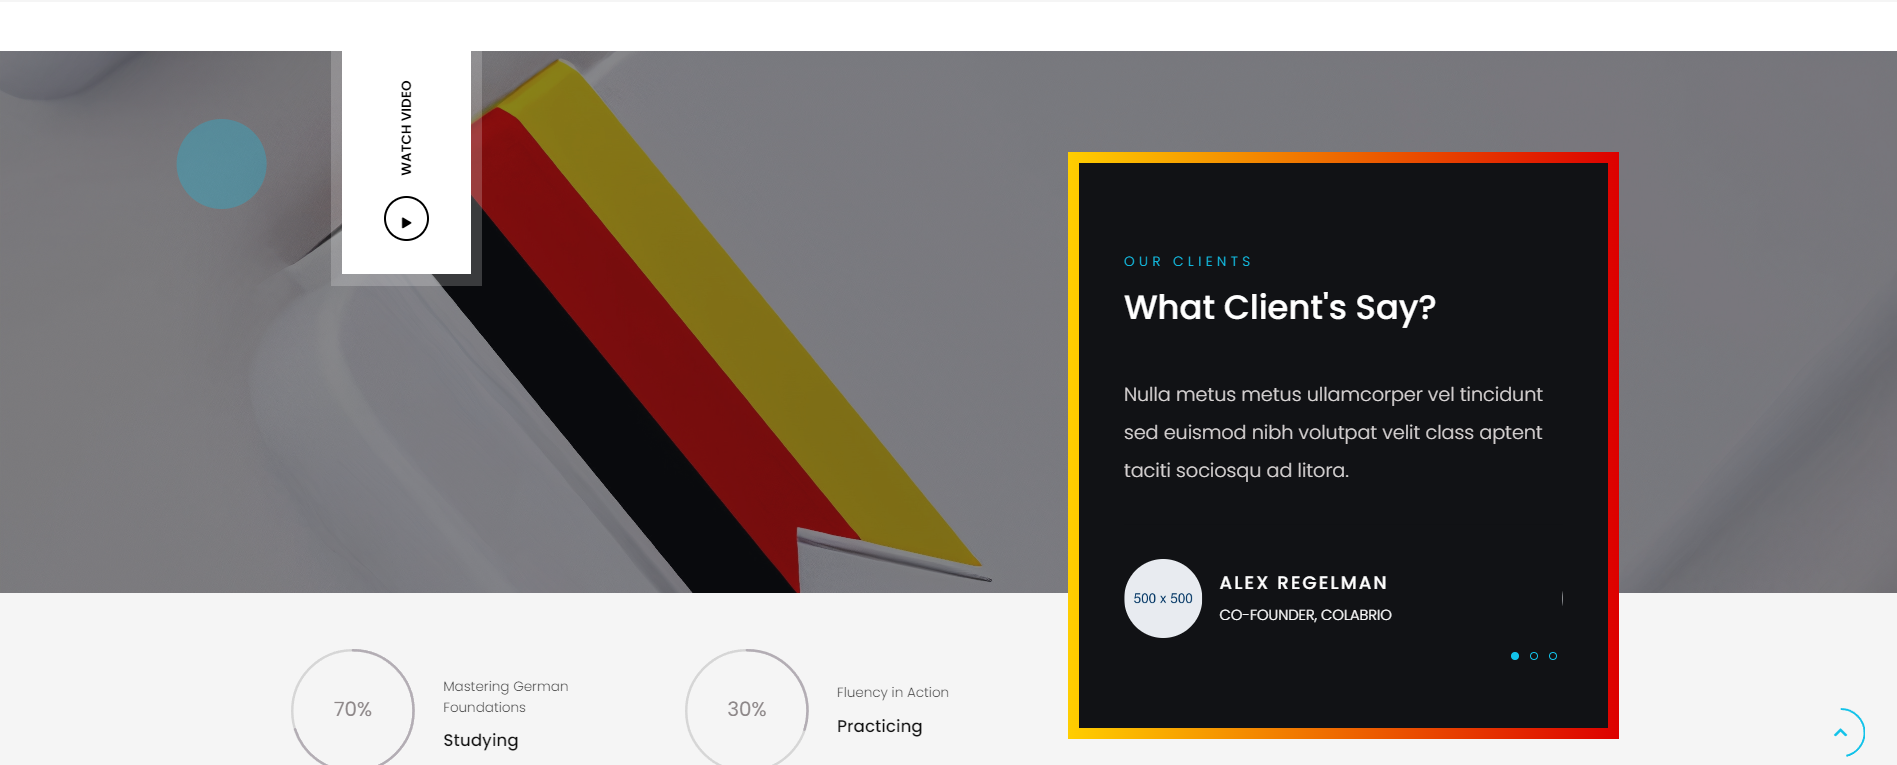 WATCH VIDEO
OUR CLIENTS
What Client's Say?
Nulla metus metus ullamcorper vel tincidunt
sed euismod nibh volutpat velit class aptent
taciti sociosqu ad litora.
500 x 500
ALEX REGELMAN
CO-FOUNDER, COLABRIO
70%
Mastering German
Foundations
Studying
30%
Fluency in Action
Practicing